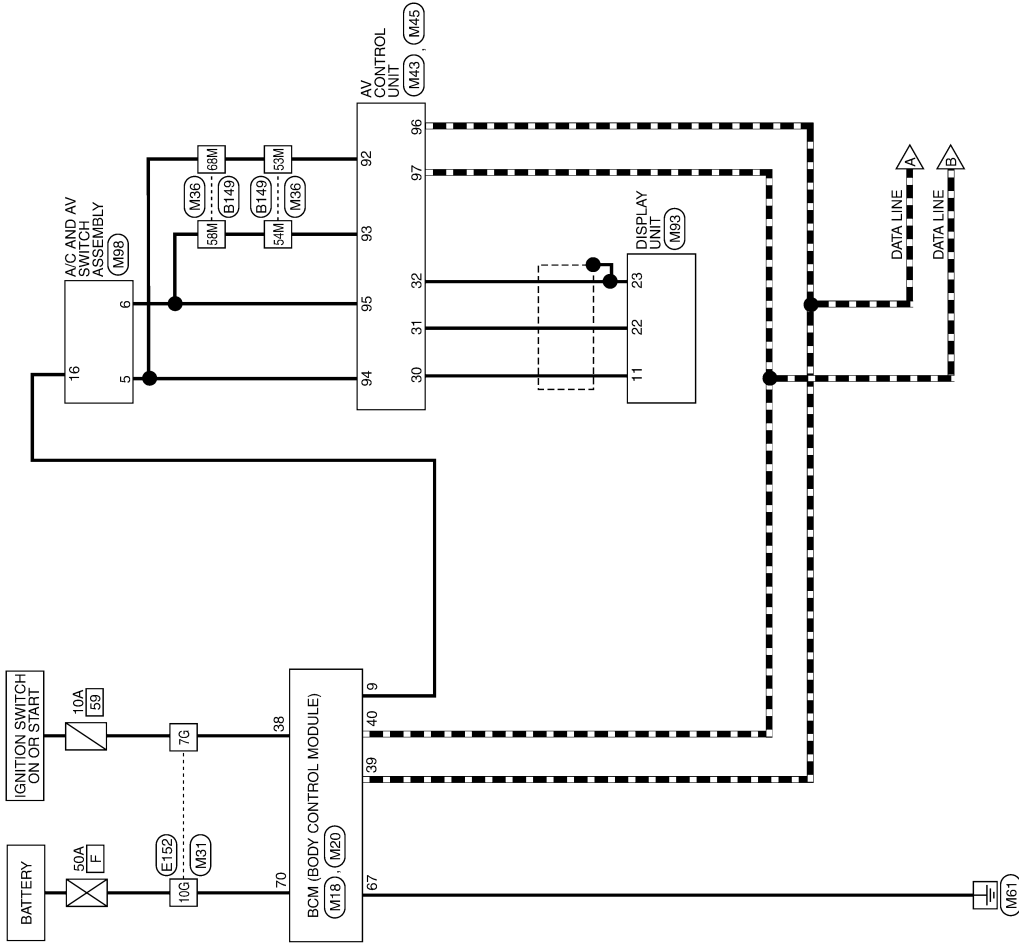 BATTERY
50A
F
10G
E152
M31
70
IGNITION SWITCH
ON OR START
10A
59
7G
38
BCM (BODY CONTROL MODULE)
M18 , M20
67
39
40
9
M61
16
A/C AND AV
SWITCH
ASSEMBLY
M98
5
6
M36
B149
B149
M36
58M
68M
54M
53M
94
95
93
92
AV
CONTROL
UNIT
M43 , M45
30
31
32
97
96
DISPLAY
UNIT
M93
11
22
23
DATA LINE
A
DATA LINE
B